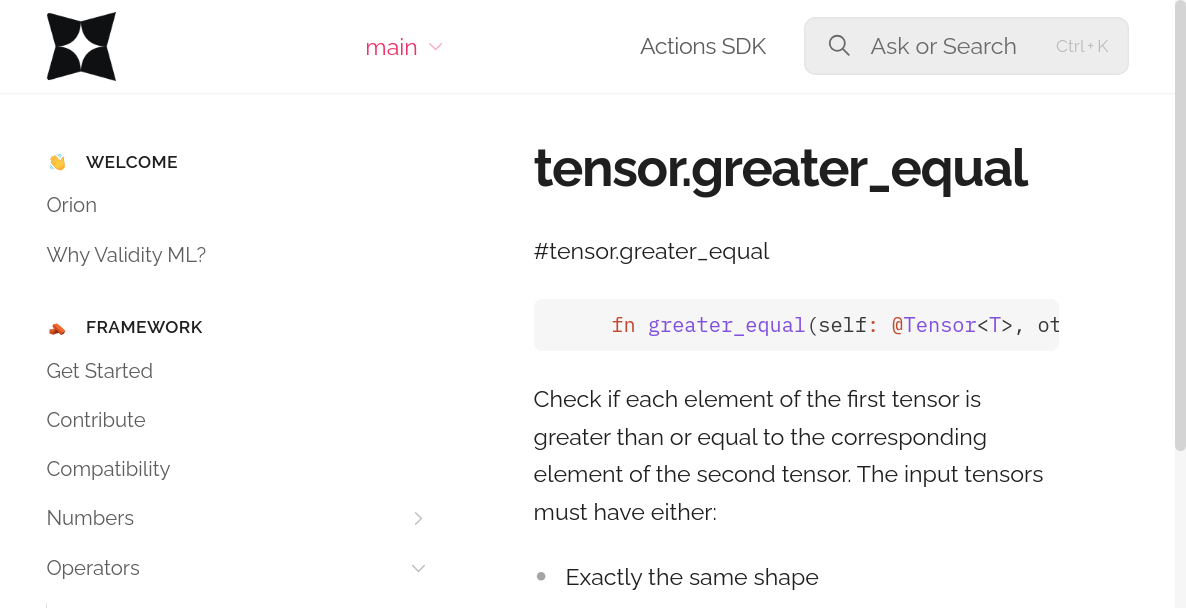 main
Actions SDK
Ask or Search
Ctrl+K
WELCOME
Orion
Why Validity ML?
FRAMEWORK
Get Started
Contribute
Compatibility
Numbers
Operators
tensor.greater_equal
#tensor.greater_equal
fn greater_equal(self: @Tensor<T>, ot
Check if each element of the first tensor is
greater than or equal to the corresponding
element of the second tensor. The input tensors
must have either:
Exactly the same shape